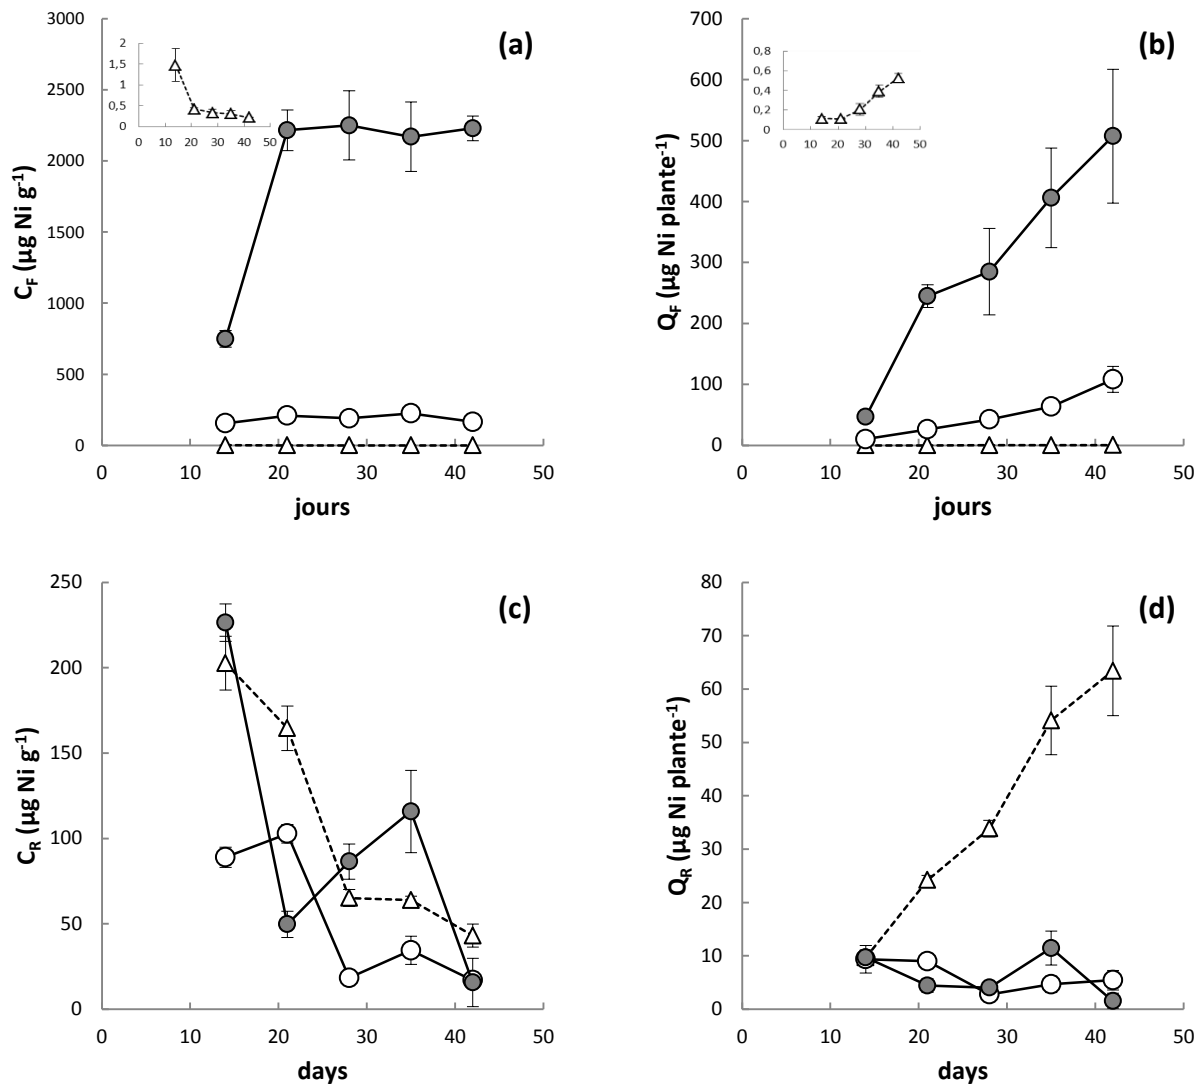 (a)
C_F (µg Ni g⁻¹)
3000
2500
2000
1500
1000
500
0
0 10 20 30 40 50
jours
2
1,5
1
0,5
0
0 10 20 30 40 50
(b)
Q_F (µg Ni plante⁻¹)
700
600
500
400
300
200
100
0
0 10 20 30 40 50
jours
0,8
0,6
0,4
0,2
0
0 10 20 30 40 50
(c)
C_R (µg Ni g⁻¹)
250
200
150
100
50
0
0 10 20 30 40 50
days
(d)
Q_R (µg Ni plante⁻¹)
80
70
60
50
40
30
20
10
0
0 10 20 30 40 50
days